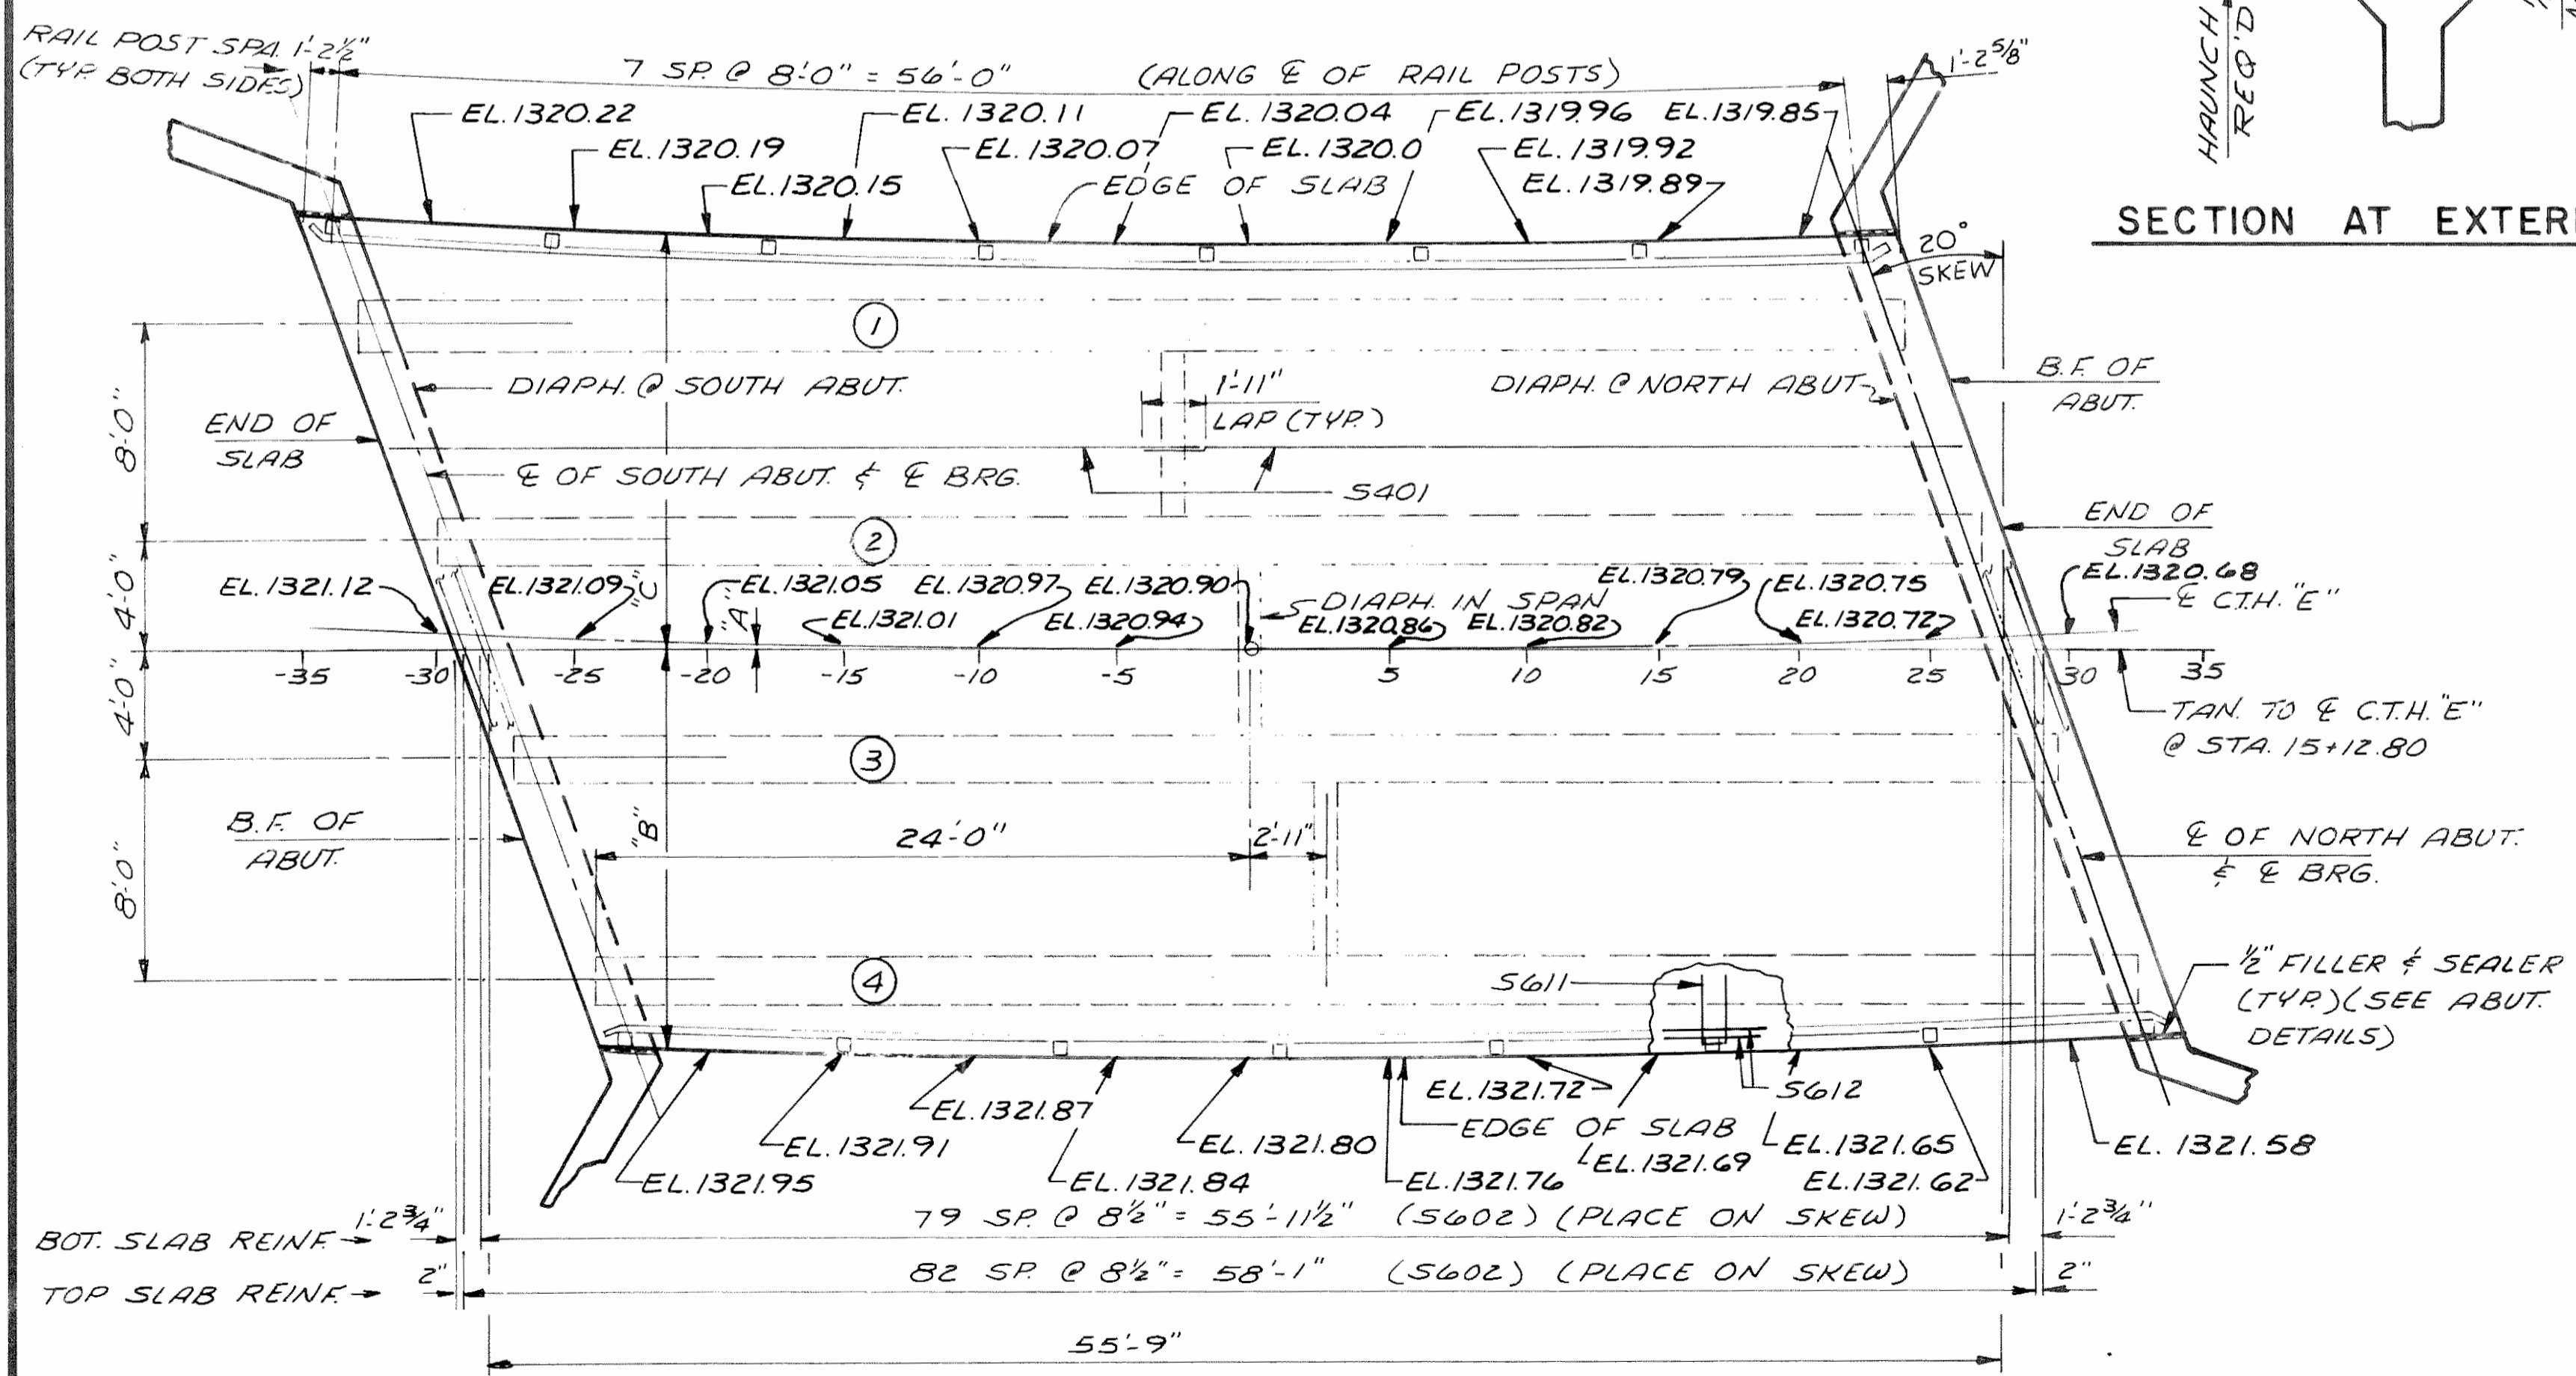 RAIL POST SPA. 1'-2½"
(TYP. BOTH SIDES)
7 SP. @ 8'-0" = 56'-0" (ALONG ℄ OF RAIL POSTS)
1'-2⅝"
HAUNCH
REQ'D
EL.1320.22
EL.1320.11
EL.1320.04
EL.1319.96
EL.1319.85
EL.1320.19
EL.1320.07
EL.1320.0
EL.1319.92
EL.1320.15
EDGE OF SLAB
EL.1319.89
SECTION AT EXTER
20°
SKEW
1
8'-0"
DIAPH. @ SOUTH ABUT.
1'-11"
LAP (TYP.)
DIAPH. @ NORTH ABUT.
B.F. OF
ABUT.
END OF
SLAB
℄ OF SOUTH ABUT. & ℄ BRG.
S401
END OF
SLAB
2
4'-0"
EL.1321.12
EL.1321.09
"C"
EL.1321.05
"A"
EL.1320.97
EL.1320.90
EL.1320.79
EL.1320.75
EL.1320.68
℄ C.T.H. "E"
DIAPH. IN SPAN
EL.1321.01
EL.1320.94
EL.1320.86
EL.1320.82
EL.1320.72
-35 -30 -25 -20 -15 -10 -5 5 10 15 20 25 30 35
4'-0"
TAN. TO ℄ C.T.H. "E"
@ STA. 15+12.80
3
8'-0"
B.F. OF
ABUT.
"B"
24'-0"
2'-11"
℄ OF NORTH ABUT.
& ℄ BRG.
4
S611
½" FILLER & SEALER
(TYP.) (SEE ABUT.
DETAILS)
EL.1321.72
S612
EL.1321.87
EDGE OF SLAB
EL.1321.91
EL.1321.80
EL.1321.65
EL. 1321.58
EL.1321.69
EL.1321.95
EL.1321.84
EL.1321.76
EL.1321.62
BOT. SLAB REINF. 1'-2¾"
79 SP. @ 8½" = 55'-11½" (S602) (PLACE ON SKEW)
1'-2¾"
TOP SLAB REINF. 2"
82 SP. @ 8½" = 58'-1" (S602) (PLACE ON SKEW)
2"
55'-9"